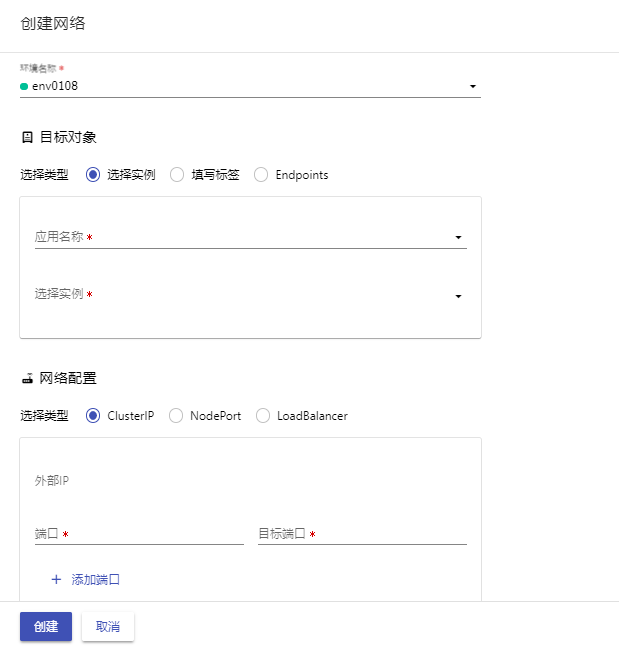 创建网络
环境名称 *
env0108
目标对象
选择类型 选择实例 填写标签 Endpoints
应用名称 *
选择实例 *
网络配置
选择类型 ClusterIP NodePort LoadBalancer
外部IP
端口 * 目标端口 *
+ 添加端口
创建 取消